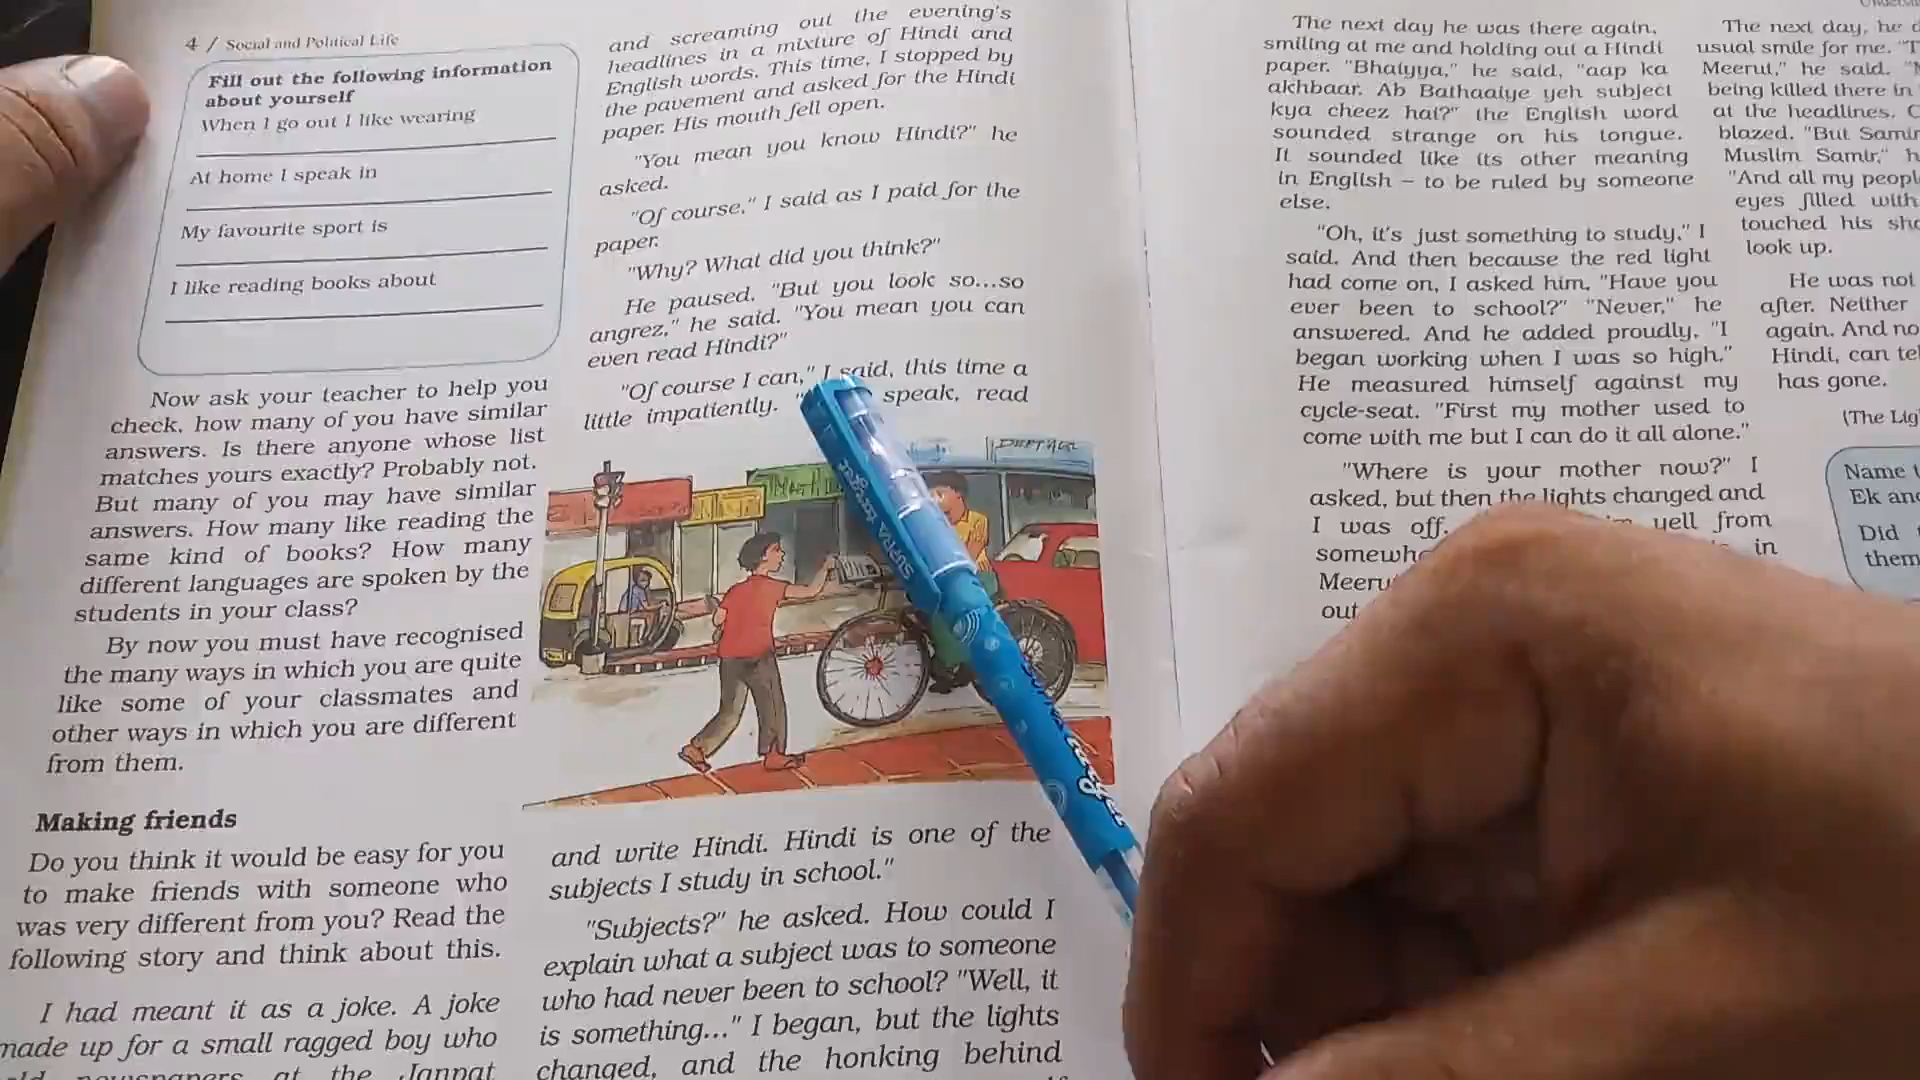 4 / Social and Political Life
Fill out the following information
about yourself
When I go out I like wearing
At home I speak in
My favourite sport is
I like reading books about
Now ask your teacher to help you
check, how many of you have similar
answers. Is there anyone whose list
matches yours exactly? Probably not.
But many of you may have similar
answers. How many like reading the
same kind of books? How many
different languages are spoken by the
students in your class?
By now you must have recognised
the many ways in which you are quite
like some of your classmates and
other ways in which you are different
from them.
Making friends
Do you think it would be easy for you
to make friends with someone who
was very different from you? Read the
following story and think about this.
I had meant it as a joke. A joke
made up for a small ragged boy who
newspapers at the Jannat
and screaming out the evening's
headlines in a mixture of Hindi and
English words. This time, I stopped by
the pavement and asked for the Hindi
paper. His mouth fell open.
"You mean you know Hindi?" he
asked.
"Of course," I said as I paid for the
paper.
"Why? What did you think?"
He paused. "But you look so...so
angrez," he said. "You mean you can
even read Hindi?"
"Of course I can," I said, this time a
little impatiently. " speak, read
and write Hindi. Hindi is one of the
subjects I study in school."
"Subjects?" he asked. How could I
explain what a subject was to someone
who had never been to school? "Well, it
is something..." I began, but the lights
changed, and the honking behind
The next day he was there again,
smiling at me and holding out a Hindi
paper. "Bhaiyya," he said, "aap ka
akhbaar. Ab Bathaaiye yeh subject
kya cheez hai?" the English word
sounded strange on his tongue.
It sounded like its other meaning
in English – to be ruled by someone
else.
"Oh, it's just something to study," I
said. And then because the red light
had come on, I asked him, "Have you
ever been to school?" "Never," he
answered. And he added proudly, "I
began working when I was so high."
He measured himself against my
cycle-seat. "First my mother used to
come with me but I can do it all alone."
"Where is your mother now?" I
asked, but then the lights changed and
I was off. yell from
in
out
The next day, he
usual smile for me.
Meerut," he said.
being killed there in
at the headlines.
blazed. "But
Muslim Samir,"
"And all my
eyes filled with
touched his
look up.
He was not
after. Neither
again. And no
Hindi, can
has gone.
(The
Name
Ek
Did
them